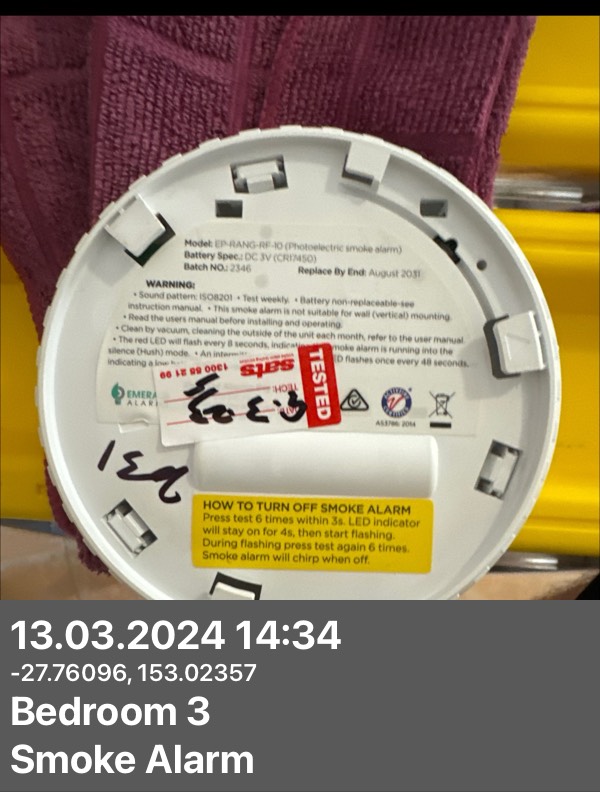 Model: EP-RANG-RF-10 (Photoelectric smoke alarm)
Battery Spec.: DC 3V (CR17450)
Batch NO.: 2346 Replace By End: August 2031
WARNING:
• Sound pattern: ISO8201 • Test weekly. • Battery non-replaceable-see
instruction manual. • This smoke alarm is not suitable for wall (vertical) mounting.
• Read the users manual before installing and operating.
• Clean by vacuum, cleaning the outside of the unit each month, refer to the user manual.
• The red LED will flash every 8 seconds, moke alarm is running into the
silence (Hush) mode. • An D flashes once every 48 seconds,
indicating a
1300 58 21 99
sats
TECH:
TESTED
EMERA
ALAR
AS3786: 2014
HOW TO TURN OFF SMOKE ALARM
Press test 6 times within 3s. LED indicator
will stay on for 4s, then start flashing.
During flashing press test again 6 times.
Smoke alarm will chirp when off.
13.03.2024 14:34
-27.76096, 153.02357
Bedroom 3
Smoke Alarm